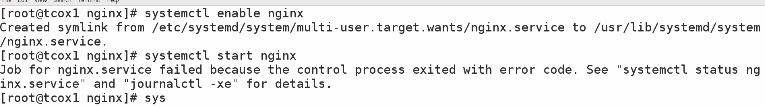 [root@tcox1 nginx]# systemctl enable nginx
Created symlink from /etc/systemd/system/multi-user.target.wants/nginx.service to /usr/lib/systemd/system
/nginx.service.
[root@tcox1 nginx]# systemctl start nginx
Job for nginx.service failed because the control process exited with error code. See "systemctl status ng
inx.service" and "journalctl -xe" for details.
[root@tcox1 nginx]# sys